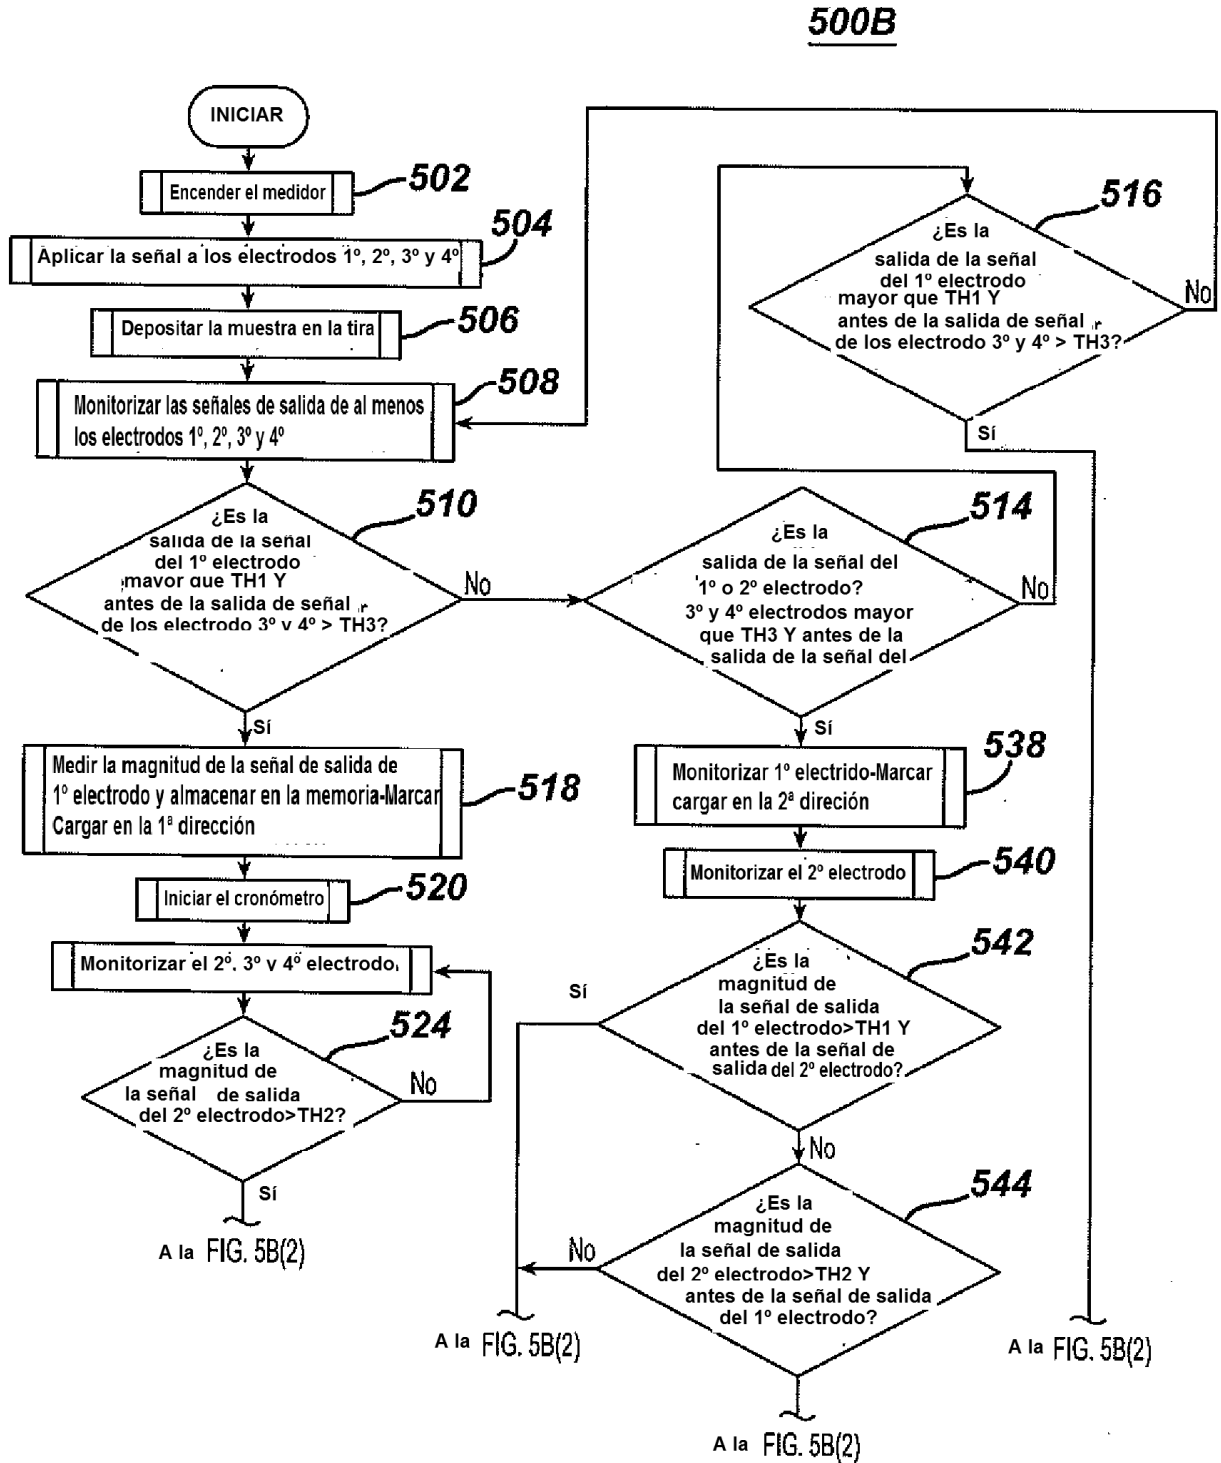 500B
INICIAR
Encender el medidor
502
Aplicar la señal a los electrodos 1º, 2º, 3º y 4º
504
Depositar la muestra en la tira
506
Monitorizar las señales de salida de al menos
los electrodos 1º, 2º, 3º y 4º
508
¿Es la
salida de la señal
del 1º electrodo
mayor que TH1 Y
antes de la salida de señal
de los electrodo 3º y 4º > TH3?
510
No
Sí
¿Es la
salida de la señal del
1º o 2º electrodo?
3º y 4º electrodos mayor
que TH3 Y antes de la
salida de la señal del
514
No
Sí
¿Es la
salida de la señal
del 1º electrodo
mayor que TH1 Y
antes de la salida de señal
de los electrodo 3º y 4º > TH3?
516
No
Sí
Medir la magnitud de la señal de salida de
1º electrodo y almacenar en la memoria-Marcar
Cargar en la 1ª dirección
518
Iniciar el cronómetro
520
Monitorizar el 2º, 3º y 4º electrodo,
¿Es la
magnitud de
la señal de salida
del 2º electrodo>TH2?
524
No
Sí
A la FIG. 5B(2)
Monitorizar 1º electrido-Marcar
cargar en la 2ª direción
538
Monitorizar el 2º electrodo
540
¿Es la
magnitud de
la señal de salida
del 1º electrodo>TH1 Y
antes de la señal de
salida del 2º electrodo?
542
Sí
No
¿Es la
magnitud de
la señal de salida
del 2º electrodo>TH2 Y
antes de la señal de salida
del 1º electrodo?
544
No
A la FIG. 5B(2)
A la FIG. 5B(2)
A la FIG. 5B(2)